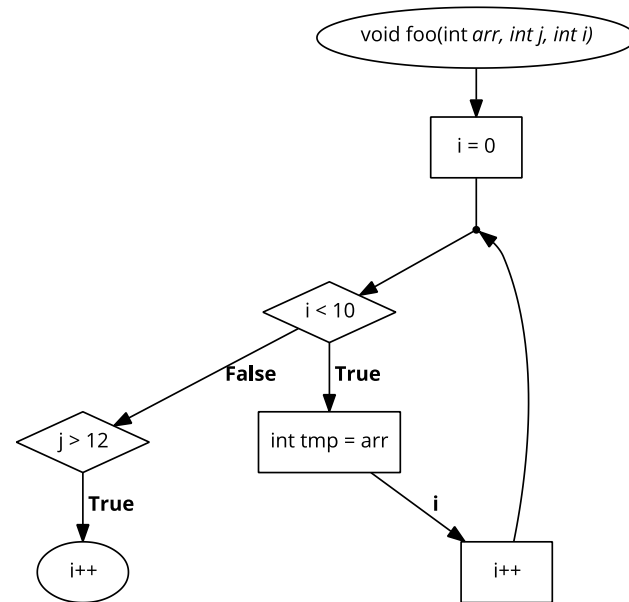 void foo(int arr, int j, int i)
i = 0
i < 10
False
True
j > 12
int tmp = arr
True
i
i++
i++